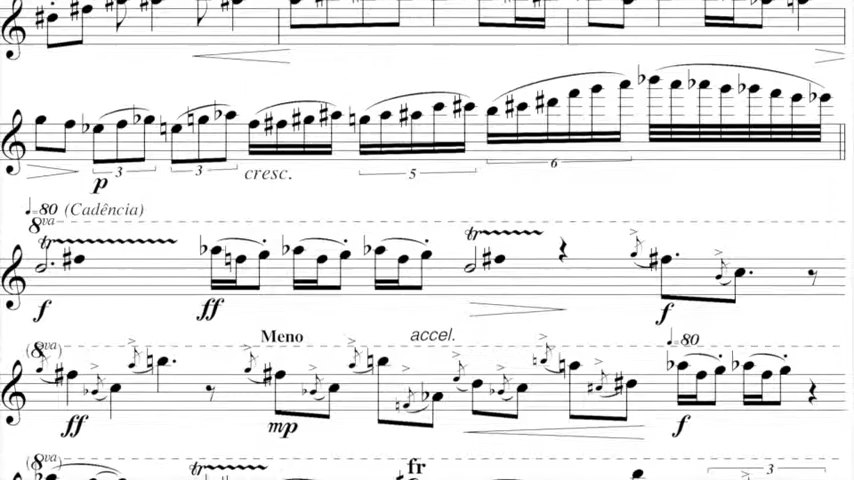 3 3 5 6
p cresc.
♩=80 (Cadência)
8va
tr tr
f ff f
Meno accel. ♩=80
(8va)
ff mp f
(8va) tr fr 3